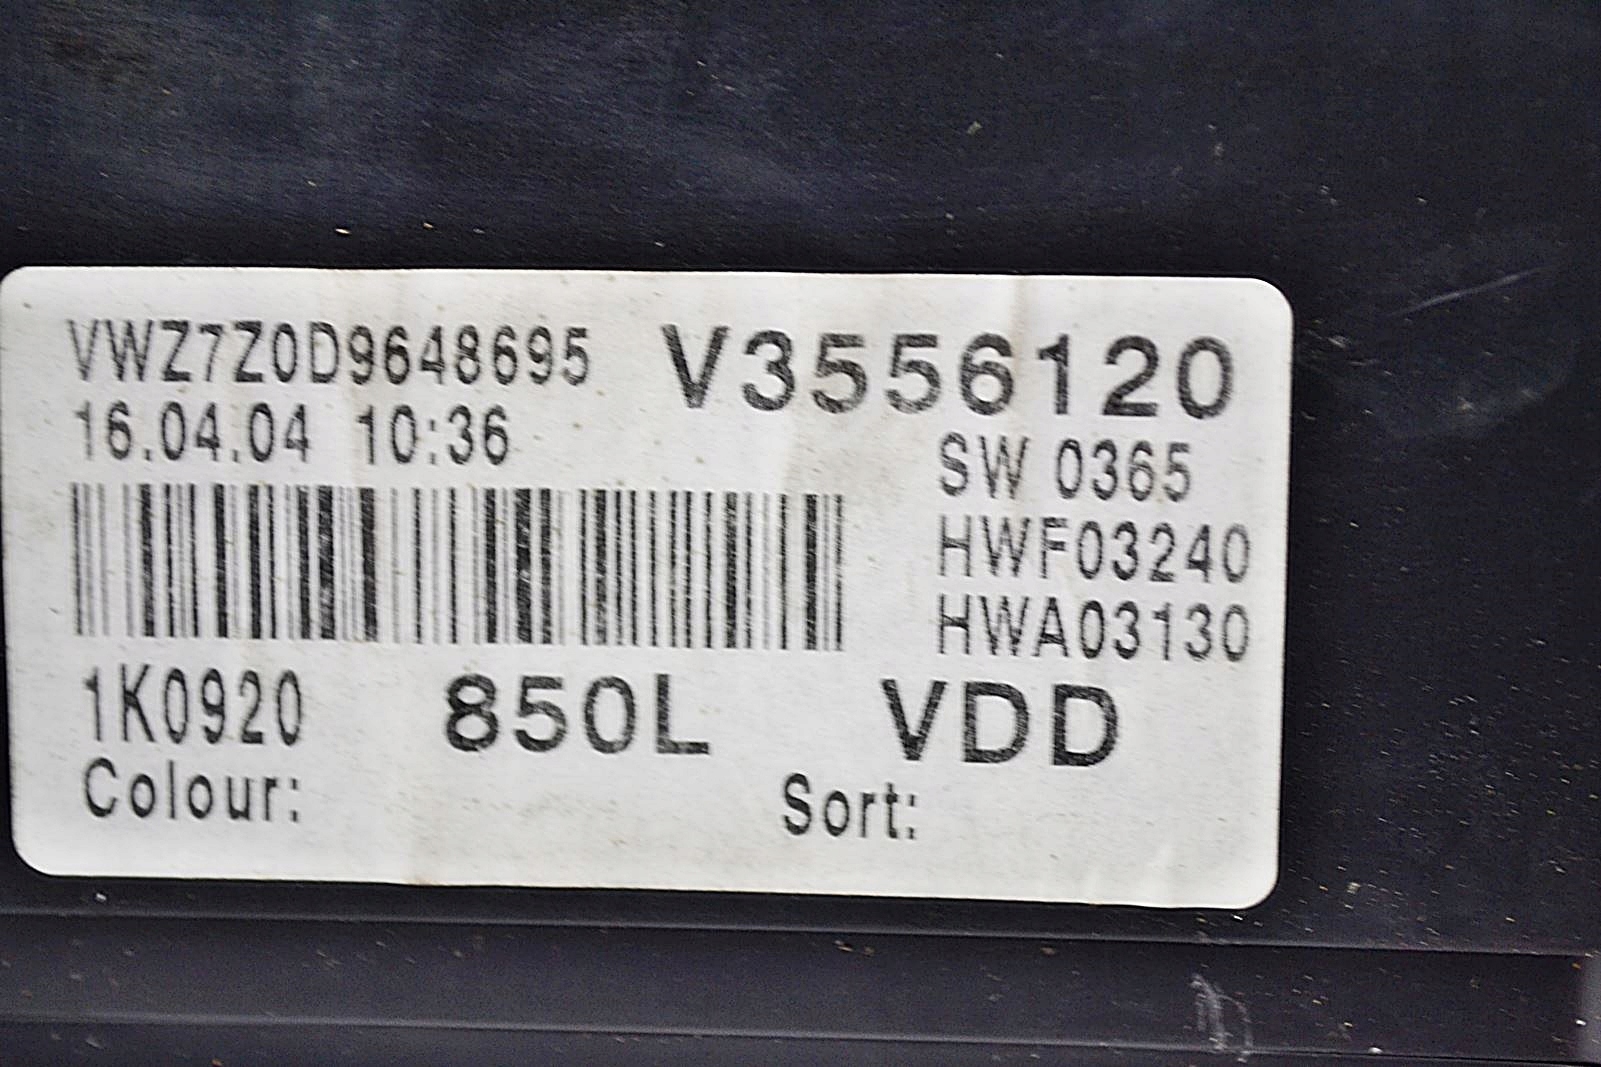 VWZ7Z0D9648695 V3556120
16.04.04 10:36
SW 0365
HWF03240
HWA03130
1K0920 850L VDD
Colour: Sort: